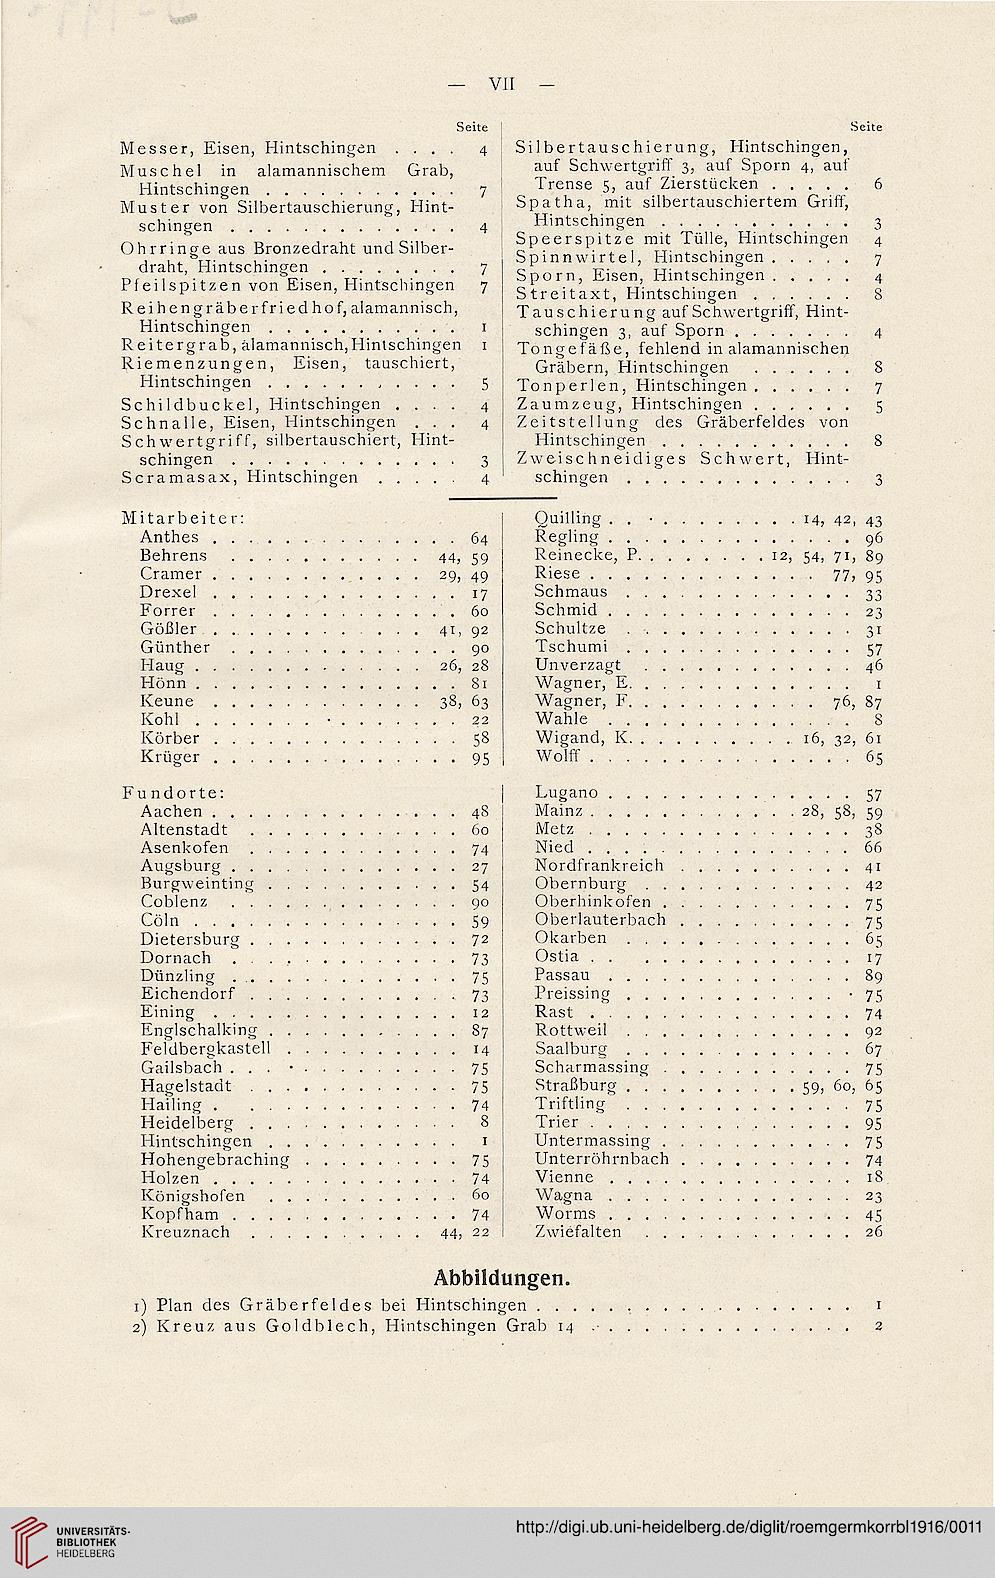 — VII —
Seite
Messer, Eisen, Hintschingen . . . . 4
Muschel in alamannischem Grab,
Hintschingen . . . . . . . . . . . 7
Muster von Silbertauschierung, Hint-
schingen . . . . . . . . . . . . . 4
Ohrringe aus Bronzedraht und Silber-
draht, Hintschingen . . . . . . . . 7
Pfeilspitzen von Eisen, Hintschingen 7
Reihengräberfriedhof, alamannisch,
Hintschingen . . . . . . . . . . . 1
Reitergrab, alamannisch, Hintschingen 1
Riemenzungen, Eisen, tauschiert,
Hintschingen . . . . . . . . . . . 5
Schildbuckel, Hintschingen . . . . 4
Schnalle, Eisen, Hintschingen . . . 4
Schwertgriff, silbertauschiert, Hint-
schingen . . . . . . . . . . . . . 3
Scramasax, Hintschingen . . . . . 4
Seite
Silbertauschierung, Hintschingen,
auf Schwertgriff 3, auf Sporn 4, auf
Trense 5, auf Zierstücken . . . . . 6
Spatha, mit silbertauschiertem Griff,
Hintschingen . . . . . . . . . . . 3
Speerspitze mit Tülle, Hintschingen 4
Spinnwirtel, Hintschingen . . . . . 7
Sporn, Eisen, Hintschingen . . . . . 4
Streitaxt, Hintschingen . . . . . . 8
Tauschierung auf Schwertgriff, Hint-
schingen 3, auf Sporn . . . . . . . 4
Tongefäße, fehlend in alamannischen
Gräbern, Hintschingen . . . . . . 8
Tonperlen, Hintschingen . . . . . . 7
Zaumzeug, Hintschingen . . . . . . 5
Zeitstellung des Gräberfeldes von
Hintschingen . . . . . . . . . . . 8
Zweischneidiges Schwert, Hint-
schingen . . . . . . . . . . . . . 3
Mitarbeiter:
Anthes . . . . . . . . . . . . . . 64
Behrens . . . . . . . . . . . 44, 59
Cramer . . . . . . . . . . . . 29, 49
Drexel . . . . . . . . . . . . . . 17
Forrer . . . . . . . . . . . . . . 60
Gößler . . . . . . . . . . . . 41, 92
Günther . . . . . . . . . . . . . 90
Haug . . . . . . . . . . . . . 26, 28
Hönn . . . . . . . . . . . . . . . 81
Keune . . . . . . . . . . . . 38, 63
Kohl . . . . . . . . . . . . . . . 22
Körber . . . . . . . . . . . . . . 58
Krüger . . . . . . . . . . . . . . 95
Quilling . . . . . . . . . . . 14, 42, 43
Regling . . . . . . . . . . . . . . 96
Reinecke, P. . . . . . . . 12, 54, 71, 89
Riese . . . . . . . . . . . . . . 77, 95
Schmaus . . . . . . . . . . . . . 33
Schmid . . . . . . . . . . . . . . 23
Schultze . . . . . . . . . . . . . 31
Tschumi . . . . . . . . . . . . . 57
Unverzagt . . . . . . . . . . . . 46
Wagner, E. . . . . . . . . . . . . 1
Wagner, F. . . . . . . . . . . . 76, 87
Wahle . . . . . . . . . . . . . . 8
Wigand, K. . . . . . . . . . 16, 32, 61
Wolff . . . . . . . . . . . . . . . 65
Fundorte:
Aachen . . . . . . . . . . . . . . 48
Altenstadt . . . . . . . . . . . . 60
Asenkofen . . . . . . . . . . . . 74
Augsburg . . . . . . . . . . . . . 27
Burgweinting . . . . . . . . . . . 54
Coblenz . . . . . . . . . . . . . 90
Cöln . . . . . . . . . . . . . . . 59
Dietersburg . . . . . . . . . . . . 72
Dornach . . . . . . . . . . . . . 73
Dünzling . . . . . . . . . . . . . 75
Eichendorf . . . . . . . . . . . . 73
Eining . . . . . . . . . . . . . . 12
Englschalking . . . . . . . . . . . 87
Feldbergkastell . . . . . . . . . . 14
Gailsbach . . . . . . . . . . . . . 75
Hagelstadt . . . . . . . . . . . . 75
Hailing . . . . . . . . . . . . . . 74
Heidelberg . . . . . . . . . . . . 8
Hintschingen . . . . . . . . . . . 1
Hohengebraching . . . . . . . . . 75
Holzen . . . . . . . . . . . . . . 74
Königshofen . . . . . . . . . . . 60
Kopfham . . . . . . . . . . . . . 74
Kreuznach . . . . . . . . . . 44, 22
Lugano . . . . . . . . . . . . . . 57
Mainz . . . . . . . . . . . . 28, 58, 59
Metz . . . . . . . . . . . . . . . 38
Nied . . . . . . . . . . . . . . . 66
Nordfrankreich . . . . . . . . . . 41
Obernburg . . . . . . . . . . . . 42
Oberhinkofen . . . . . . . . . . . 75
Oberlauterbach . . . . . . . . . . 75
Okarben . . . . . . . . . . . . . 65
Ostia . . . . . . . . . . . . . . . 17
Passau . . . . . . . . . . . . . . 89
Preissing . . . . . . . . . . . . . 75
Rast . . . . . . . . . . . . . . . 74
Rottweil . . . . . . . . . . . . . 92
Saalburg . . . . . . . . . . . . . 67
Scharmassing . . . . . . . . . . . 75
Straßburg . . . . . . . . . . 59, 60, 65
Triftling . . . . . . . . . . . . . 75
Trier . . . . . . . . . . . . . . . 95
Untermassing . . . . . . . . . . . 75
Unterröhrnbach . . . . . . . . . . 74
Vienne . . . . . . . . . . . . . . 18
Wagna . . . . . . . . . . . . . . 23
Worms . . . . . . . . . . . . . . 45
Zwiefalten . . . . . . . . . . . . 26
Abbildungen.
1) Plan des Gräberfeldes bei Hintschingen . . . . . . . . . . . . . . . . . . 1
2) Kreuz aus Goldblech, Hintschingen Grab 14 . . . . . . . . . . . . . . . 2
UNIVERSITÄTS-
BIBLIOTHEK
HEIDELBERG
http://digi.ub.uni-heidelberg.de/diglit/roemgermkorrbl1916/0011